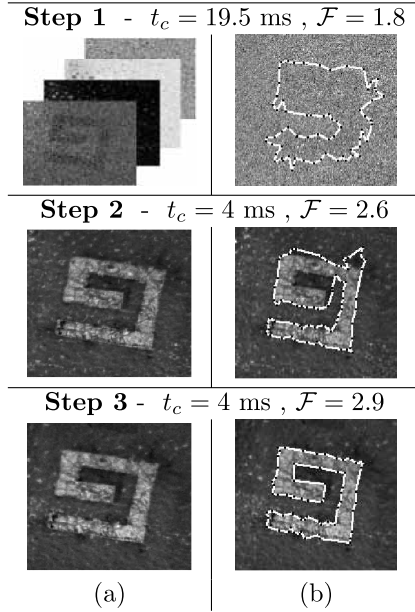 Step 1 - t_c = 19.5 ms , F = 1.8
Step 2 - t_c = 4 ms , F = 2.6
Step 3 - t_c = 4 ms , F = 2.9
(a) (b)